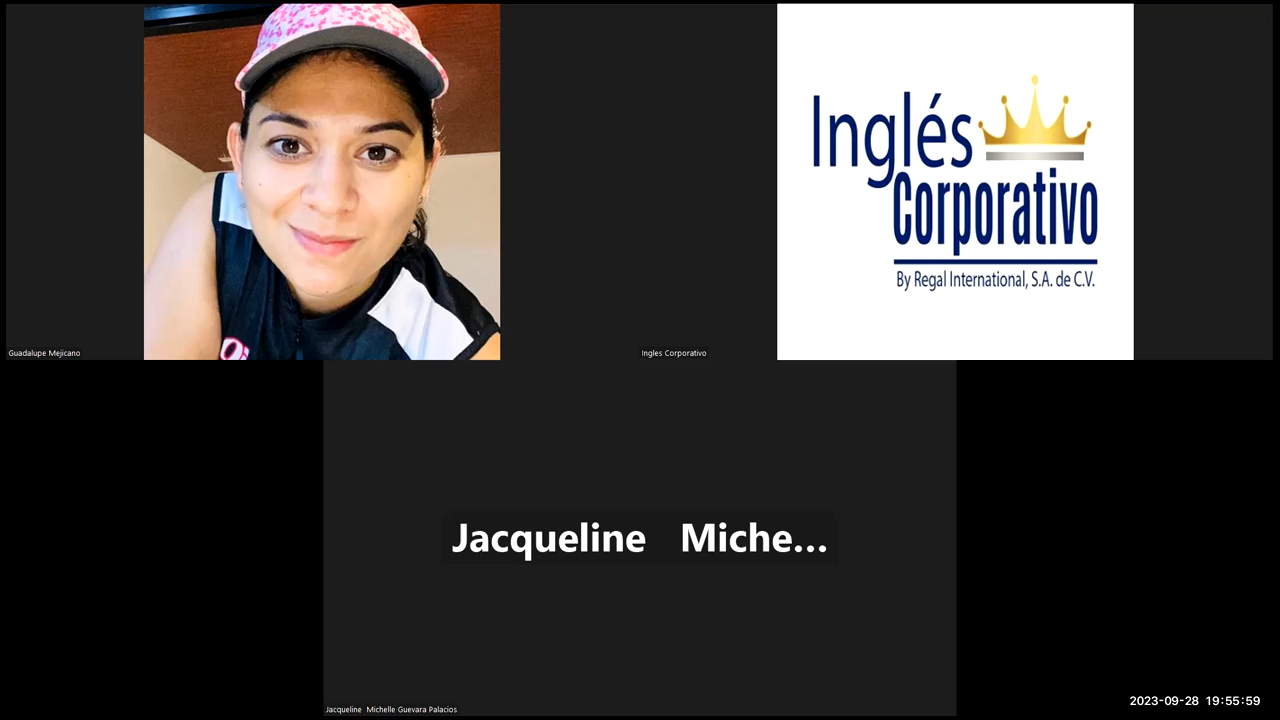 Inglés
Corporativo
By Regal International, S.A. de C.V.
Guadalupe Mejicano
Ingles Corporativo
Jacqueline Miche...
Jacqueline Michelle Guevara Palacios
2023-09-28 19:55:59